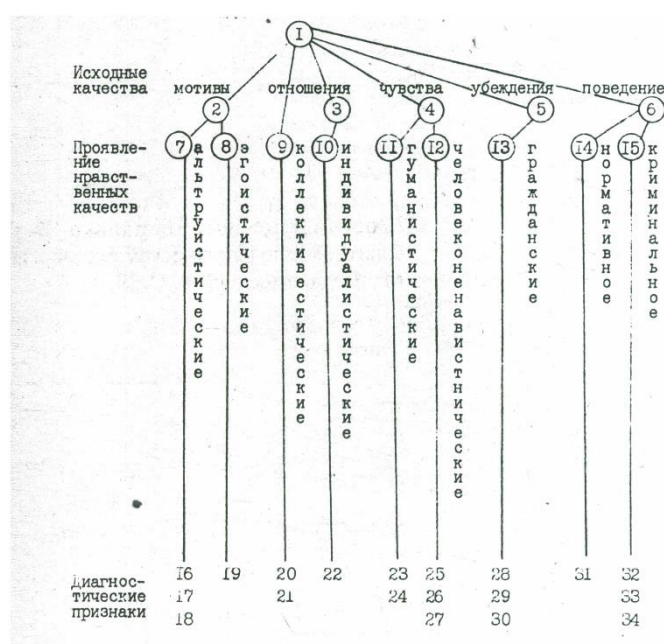 I
Исходные
качества мотивы отношения чувства убеждения поведение
2 3 4 5 6
Проявле-
ние
нравст-
венных
качеств
7 альтруистические
8 эгоистические
9 коллективестические
10 индивидуалистические
11 гуманистические
12 человеконенавистнические
13 гражданские
14 нормативное
15 криминальное
Диагнос-
тические
признаки
16 19 20 22 23 25 28 31 32
17 21 24 26 29 33
18 27 30 34